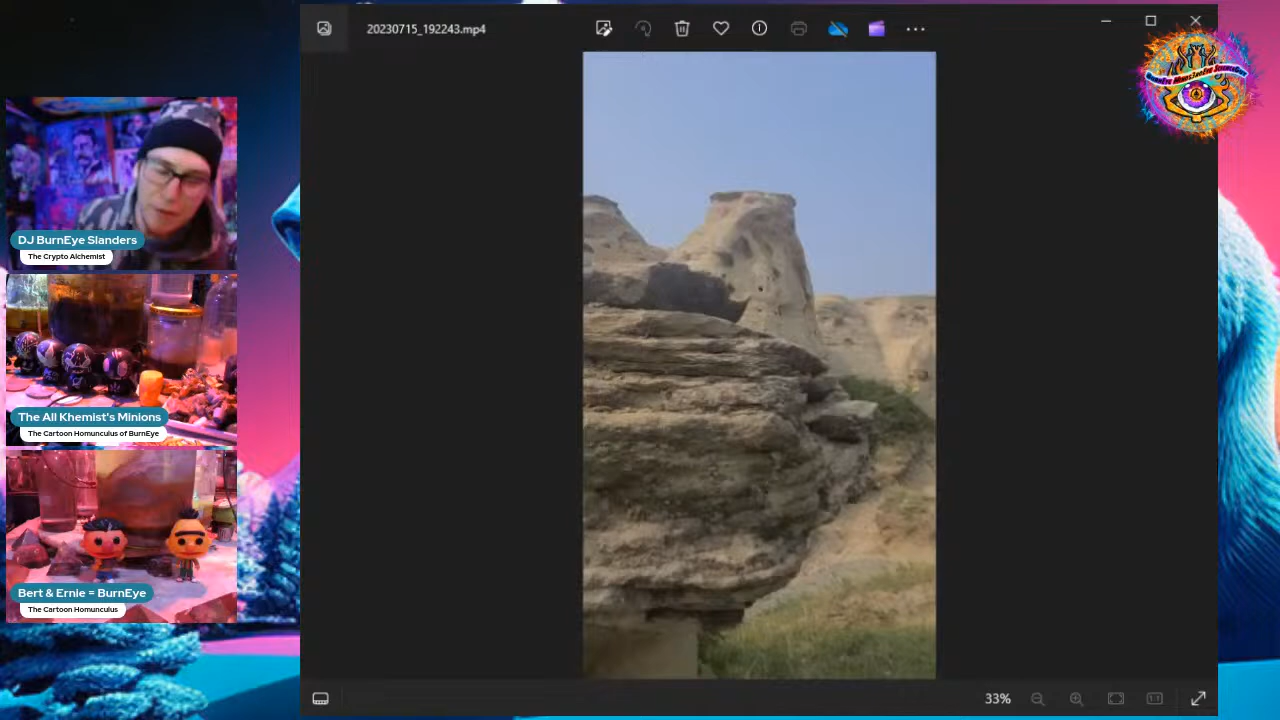 20230715_192243.mp4
DJ BurnEye Slanders
The Crypto Alchemist
The All Khemist's Minions
The Cartoon Homunculus of BurnEye
Bert & Ernie = BurnEye
The Cartoon Homunculus
33%